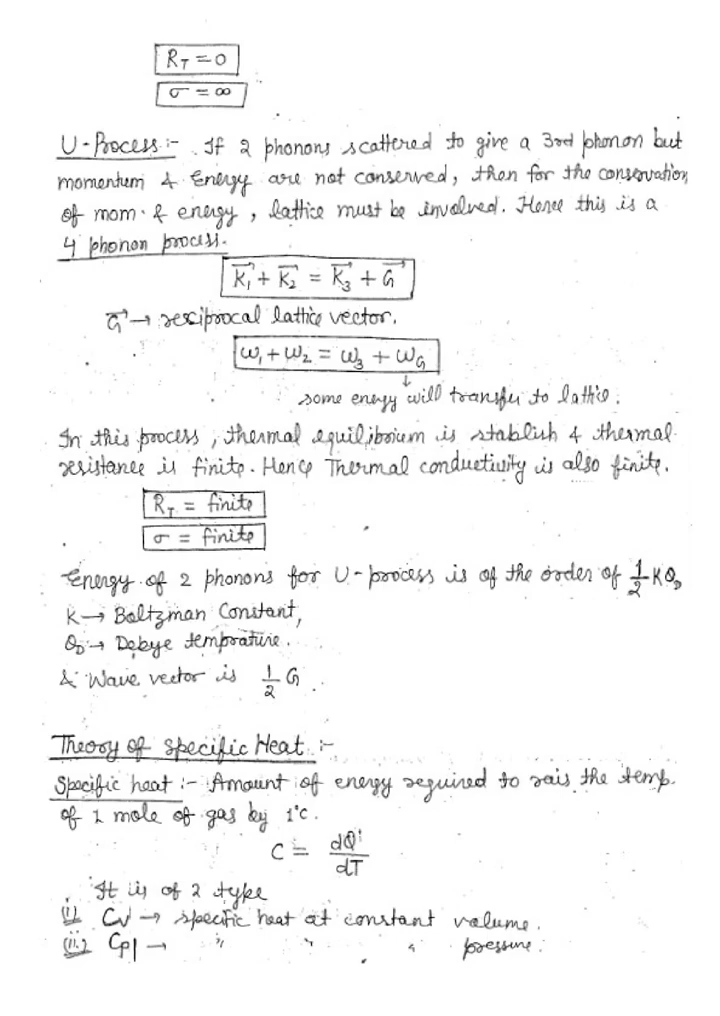 R_T = 0
σ = ∞
U-Process :- If 2 phonons scattered to give a 3rd phonon but
momentum & Energy are not conserved, then for the conservation
of mom. & energy, lattice must be involved. Hence this is a
4 phonon process.
K⃗₁ + K⃗₂ = K⃗₃ + G⃗
G⃗ → reciprocal lattice vector.
ω₁ + ω₂ = ω₃ + ω_G
↓
some energy will transfer to lattice.
In this process, thermal equilibrium is stablish & thermal
resistance is finite. Hence Thermal conductivity is also finite.
R_T = finite
σ = finite
Energy of 2 phonons for U-process is of the order of 1/2 Kθ_D
K → Boltzman Constant,
θ_D → Debye temprature.
& Wave vector is 1/2 G.
Theory of specific Heat :-
Specific heat :- Amount of energy required to rais the temp.
of 1 mole of gas by 1°C.
C = dQ/dT
It is of 2 type
(i). Cv → specific heat at constant volume.
(ii.) Cp → " " " pressure.